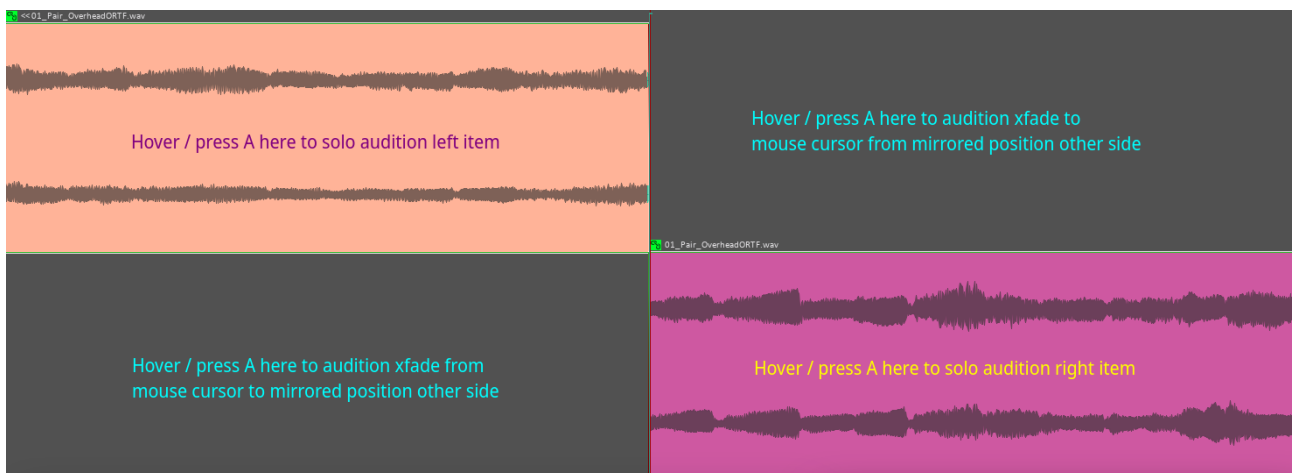 <<01_Pair_OverheadORTF.wav
Hover / press A here to solo audition left item
Hover / press A here to audition xfade to
mouse cursor from mirrored position other side
01_Pair_OverheadORTF.wav
Hover / press A here to audition xfade from
mouse cursor to mirrored position other side
Hover / press A here to solo audition right item